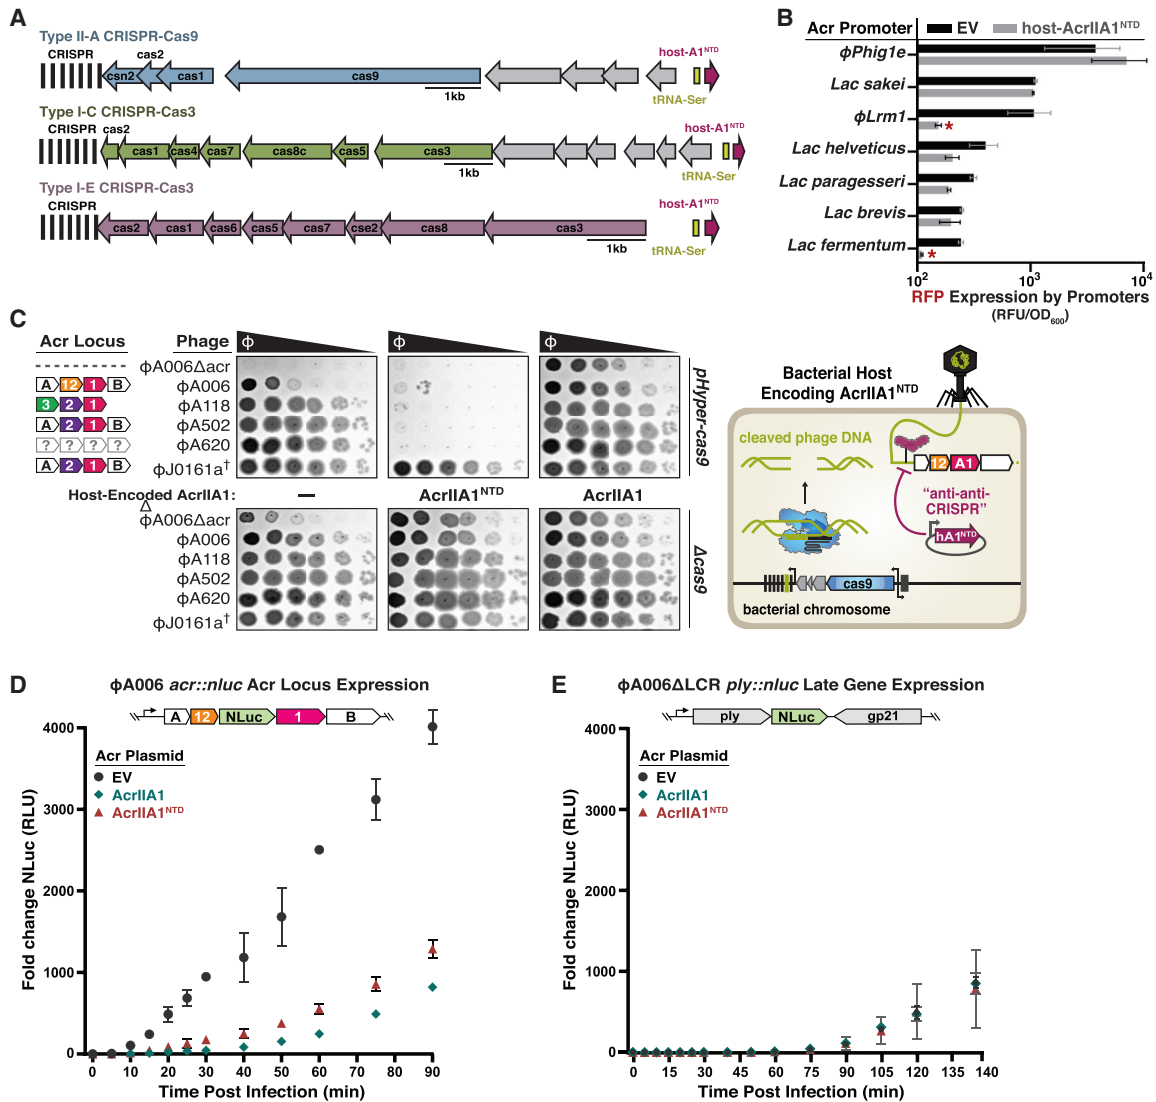 A
Type II-A CRISPR-Cas9
CRISPR
cas2
csn2
cas1
cas9
1kb
host-A1NTD
tRNA-Ser
Type I-C CRISPR-Cas3
CRISPR
cas2
cas1
cas4
cas7
cas8c
cas5
cas3
1kb
host-A1NTD
tRNA-Ser
Type I-E CRISPR-Cas3
CRISPR
cas2
cas1
cas6
cas5
cas7
cse2
cas8
cas3
1kb
host-A1NTD
tRNA-Ser
B
Acr Promoter
EV
host-AcrIIA1NTD
ϕPhig1e
Lac sakei
ϕLrm1
*
Lac helveticus
Lac paragesseri
Lac brevis
Lac fermentum
*
10² 10³ 10⁴
RFP Expression by Promoters
(RFU/OD600)
C
Acr Locus
Phage
ϕ
ϕ
ϕ
ϕA006Δacr
A 12 1 B
ϕA006
3 2 1
ϕA118
A 2 1 B
ϕA502
? ? ? ?
ϕA620
A 2 1 B
ϕJ0161a†
pHyper-cas9
Host-Encoded AcrIIA1:
–
AcrIIA1NTD
AcrIIA1
Δ
ϕA006Δacr
ϕA006
ϕA118
ϕA502
ϕA620
ϕJ0161a†
Δcas9
Bacterial Host
Encoding AcrIIA1NTD
cleaved phage DNA
12 A1
"anti-anti-
CRISPR"
hA1NTD
cas9
bacterial chromosome
D
ϕA006 acr::nluc Acr Locus Expression
A 12 NLuc 1 B
Acr Plasmid
EV
AcrIIA1
AcrIIA1NTD
Fold change NLuc (RLU)
4000
3000
2000
1000
0
0 10 20 30 40 50 60 70 80 90
Time Post Infection (min)
E
ϕA006ΔLCR ply::nluc Late Gene Expression
ply NLuc gp21
Acr Plasmid
EV
AcrIIA1
AcrIIA1NTD
Fold change NLuc (RLU)
4000
3000
2000
1000
0
0 15 30 45 60 75 90 105 120 135 140
Time Post Infection (min)